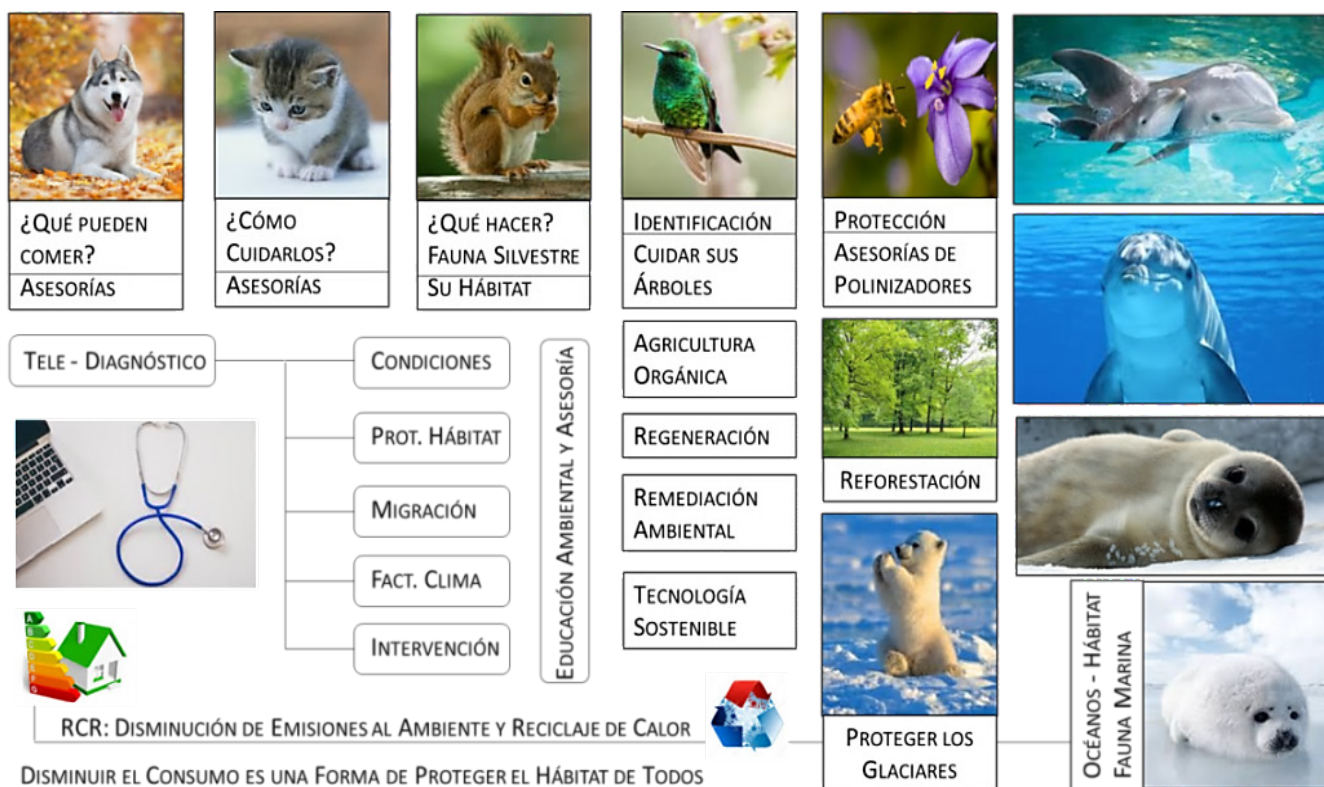 ¿QUÉ PUEDEN
COMER?
ASESORÍAS
¿CÓMO
CUIDARLOS?
ASESORÍAS
¿QUÉ HACER?
FAUNA SILVESTRE
SU HÁBITAT
IDENTIFICACIÓN
CUIDAR SUS
ÁRBOLES
PROTECCIÓN
ASESORÍAS DE
POLINIZADORES
TELE - DIAGNÓSTICO
CONDICIONES
PROT. HÁBITAT
MIGRACIÓN
FACT. CLIMA
INTERVENCIÓN
EDUCACIÓN AMBIENTAL Y ASESORÍA
AGRICULTURA
ORGÁNICA
REGENERACIÓN
REMEDIACIÓN
AMBIENTAL
TECNOLOGÍA
SOSTENIBLE
REFORESTACIÓN
PROTEGER LOS
GLACIARES
OCÉANOS - HÁBITAT
FAUNA MARINA
A
B
C
D
E
F
G
RCR: DISMINUCIÓN DE EMISIONES AL AMBIENTE Y RECICLAJE DE CALOR
DISMINUIR EL CONSUMO ES UNA FORMA DE PROTEGER EL HÁBITAT DE TODOS